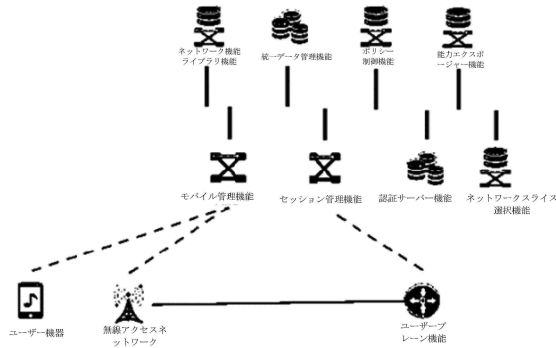 ネットワーク機能
ライブラリ機能
統一データ管理機能
ポリシー
制御機能
能力エクスポ
ージャー機能
モバイル管理機能
セッション管理機能
認証サーバー機能
ネットワークスライス
選択機能
ユーザー機器
無線アクセスネ
ットワーク
ユーザープ
レーン機能